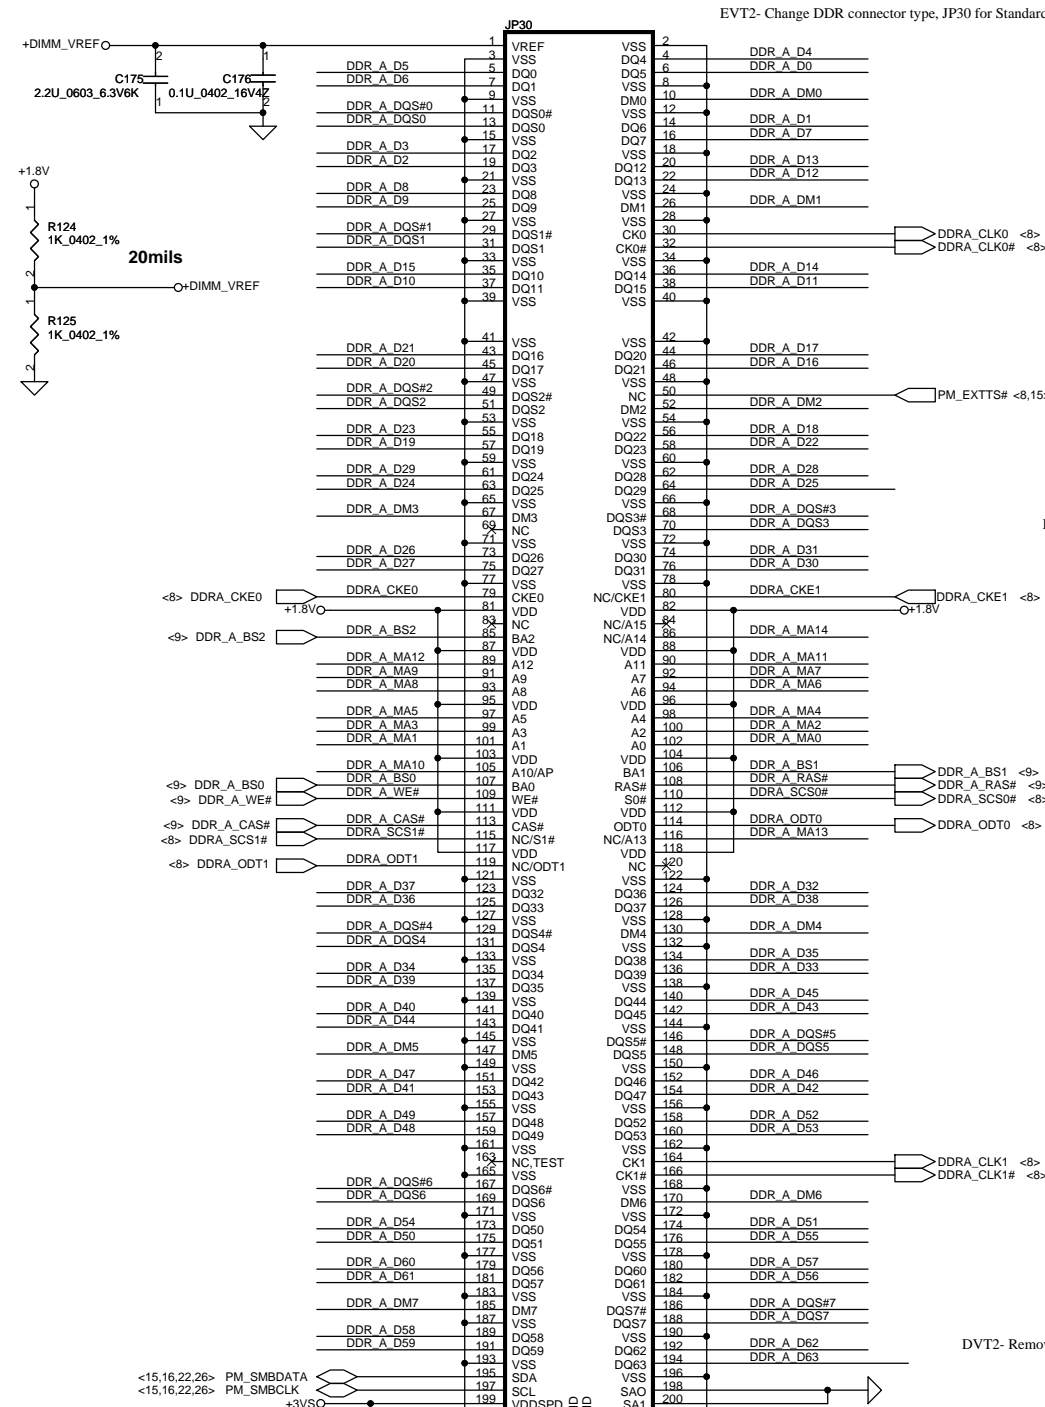 EVT2- Change DDR connector type, JP30 for Standard
JP30
+DIMM_VREF 1 VREF VSS 2
3 VSS DQ4 4 DDR_A_D4
DDR_A_D5 5 DQ0 DQ5 6 DDR_A_D0
DDR_A_D6 7 DQ1 VSS 8
9 VSS DM0 10 DDR_A_DM0
DDR_A_DQS#0 11 DQS0# VSS 12
DDR_A_DQS0 13 DQS0 DQ6 14 DDR_A_D1
15 VSS DQ7 16 DDR_A_D7
DDR_A_D3 17 DQ2 VSS 18
DDR_A_D2 19 DQ3 DQ12 20 DDR_A_D13
21 VSS DQ13 22 DDR_A_D12
DDR_A_D8 23 DQ8 VSS 24
DDR_A_D9 25 DQ9 DM1 26 DDR_A_DM1
27 VSS VSS 28
DDR_A_DQS#1 29 DQS1# CK0 30 DDRA_CLK0 <8>
DDR_A_DQS1 31 DQS1 CK0# 32 DDRA_CLK0# <8>
33 VSS VSS 34
DDR_A_D15 35 DQ10 DQ14 36 DDR_A_D14
DDR_A_D10 37 DQ11 DQ15 38 DDR_A_D11
39 VSS VSS 40
41 VSS VSS 42
DDR_A_D21 43 DQ16 DQ20 44 DDR_A_D17
DDR_A_D20 45 DQ17 DQ21 46 DDR_A_D16
47 VSS VSS 48
DDR_A_DQS#2 49 DQS2# NC 50 PM_EXTTS# <8,15>
DDR_A_DQS2 51 DQS2 DM2 52 DDR_A_DM2
53 VSS VSS 54
DDR_A_D23 55 DQ18 DQ22 56 DDR_A_D18
DDR_A_D19 57 DQ19 DQ23 58 DDR_A_D22
59 VSS VSS 60
DDR_A_D29 61 DQ24 DQ28 62 DDR_A_D28
DDR_A_D24 63 DQ25 DQ29 64 DDR_A_D25
65 VSS VSS 66
DDR_A_DM3 67 DM3 DQS3# 68 DDR_A_DQS#3
69 NC DQS3 70 DDR_A_DQS3
71 VSS VSS 72
DDR_A_D26 73 DQ26 DQ30 74 DDR_A_D31
DDR_A_D27 75 DQ27 DQ31 76 DDR_A_D30
77 VSS VSS 78
<8> DDRA_CKE0 DDRA_CKE0 79 CKE0 NC/CKE1 80 DDRA_CKE1 DDRA_CKE1 <8>
+1.8V 81 VDD VDD 82 +1.8V
83 NC NC/A15 84
<9> DDR_A_BS2 DDR_A_BS2 85 BA2 NC/A14 86 DDR_A_MA14
87 VDD VDD 88
DDR_A_MA12 89 A12 A11 90 DDR_A_MA11
DDR_A_MA9 91 A9 A7 92 DDR_A_MA7
DDR_A_MA8 93 A8 A6 94 DDR_A_MA6
95 VDD VDD 96
DDR_A_MA5 97 A5 A4 98 DDR_A_MA4
DDR_A_MA3 99 A3 A2 100 DDR_A_MA2
DDR_A_MA1 101 A1 A0 102 DDR_A_MA0
103 VDD VDD 104
DDR_A_MA10 105 A10/AP BA1 106 DDR_A_BS1 DDR_A_BS1 <9>
<9> DDR_A_BS0 DDR_A_BS0 107 BA0 RAS# 108 DDR_A_RAS# DDR_A_RAS# <9>
<9> DDR_A_WE# DDR_A_WE# 109 WE# S0# 110 DDRA_SCS0# DDRA_SCS0# <8>
111 VDD VDD 112
<9> DDR_A_CAS# DDR_A_CAS# 113 CAS# ODT0 114 DDRA_ODT0 DDRA_ODT0 <8>
<8> DDRA_SCS1# DDRA_SCS1# 115 NC/S1# NC/A13 116 DDR_A_MA13
117 VDD VDD 118
<8> DDRA_ODT1 DDRA_ODT1 119 NC/ODT1 NC 120
121 VSS VSS 122
DDR_A_D37 123 DQ32 DQ36 124 DDR_A_D32
DDR_A_D36 125 DQ33 DQ37 126 DDR_A_D38
127 VSS VSS 128
DDR_A_DQS#4 129 DQS4# DM4 130 DDR_A_DM4
DDR_A_DQS4 131 DQS4 VSS 132
133 VSS DQ38 134 DDR_A_D35
DDR_A_D34 135 DQ34 DQ39 136 DDR_A_D33
DDR_A_D39 137 DQ35 VSS 138
139 VSS DQ44 140 DDR_A_D45
DDR_A_D40 141 DQ40 DQ45 142 DDR_A_D43
DDR_A_D44 143 DQ41 VSS 144
145 VSS DQS5# 146 DDR_A_DQS#5
DDR_A_DM5 147 DM5 DQS5 148 DDR_A_DQS5
149 VSS VSS 150
DDR_A_D47 151 DQ42 DQ46 152 DDR_A_D46
DDR_A_D41 153 DQ43 DQ47 154 DDR_A_D42
155 VSS VSS 156
DDR_A_D49 157 DQ48 DQ52 158 DDR_A_D52
DDR_A_D48 159 DQ49 DQ53 160 DDR_A_D53
161 VSS VSS 162
163 NC,TEST CK1 164 DDRA_CLK1 <8>
165 VSS CK1# 166 DDRA_CLK1# <8>
DDR_A_DQS#6 167 DQS6# VSS 168
DDR_A_DQS6 169 DQS6 DM6 170 DDR_A_DM6
171 VSS VSS 172
DDR_A_D54 173 DQ50 DQ54 174 DDR_A_D51
DDR_A_D50 175 DQ51 DQ55 176 DDR_A_D55
177 VSS VSS 178
DDR_A_D60 179 DQ56 DQ60 180 DDR_A_D57
DDR_A_D61 181 DQ57 DQ61 182 DDR_A_D56
183 VSS VSS 184
DDR_A_DM7 185 DM7 DQS7# 186 DDR_A_DQS#7
187 VSS DQS7 188 DDR_A_DQS7
DDR_A_D58 189 DQ58 VSS 190
DDR_A_D59 191 DQ59 DQ62 192 DDR_A_D62
193 VSS DQ63 194 DDR_A_D63
<15,16,22,26> PM_SMBDATA 195 SDA VSS 196
<15,16,22,26> PM_SMBCLK 197 SCL SAO 198
+3VS 199 VDDSPD SA1 200
2 1
C175 C176
2.2U_0603_6.3V6K 0.1U_0402_16V4Z
1 2
+1.8V
1
R124
1K_0402_1%
2
20mils
+DIMM_VREF
1
R125
1K_0402_1%
2
DVT2- Remov